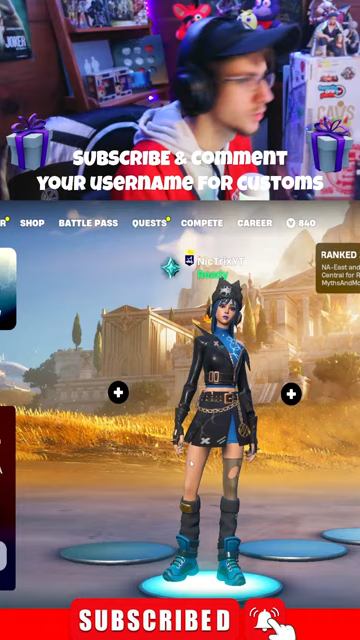 JOKER
SUBSCRIBE & COMMENT
YOUR USERNAME FOR CUSTOMS
R SHOP BATTLE PASS QUESTS COMPETE CAREER V 840
NicTrixYT
Ready
RANKED
NA-East and
Central for R
MythsAndMo
A
SUBSCRIBED